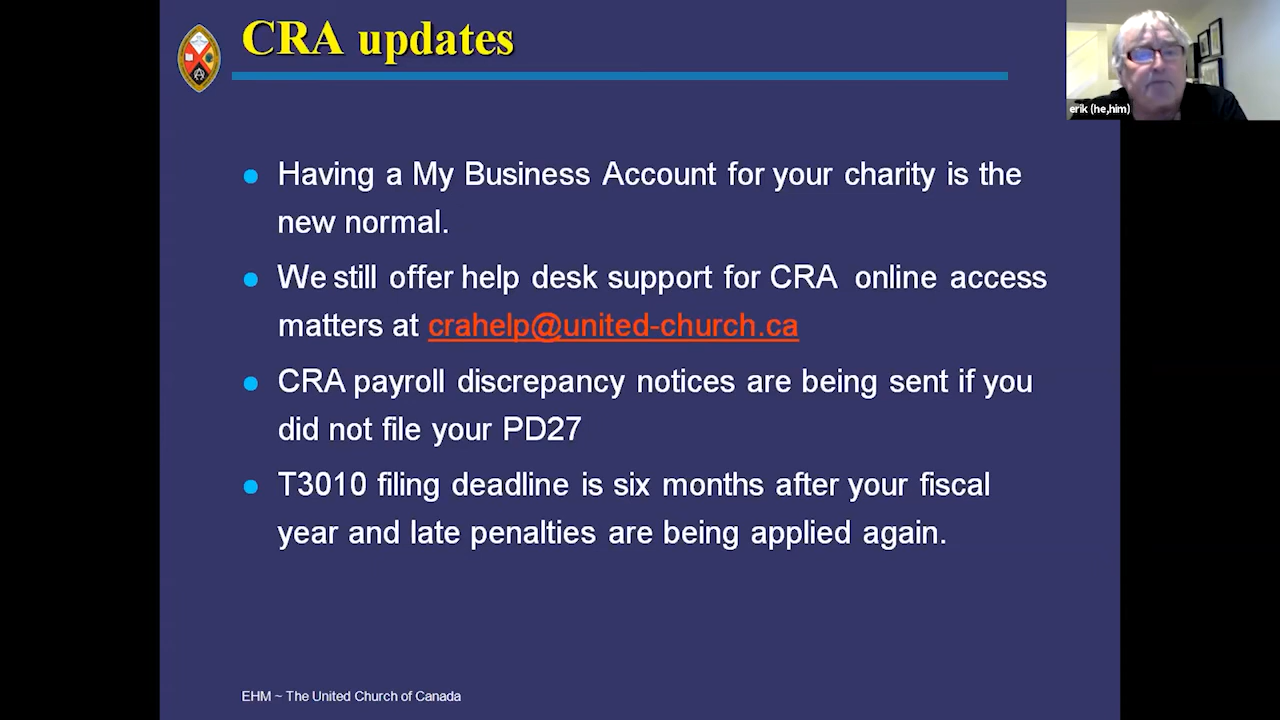 CRA updates
erik (he,him)
Having a My Business Account for your charity is the
new normal.
We still offer help desk support for CRA online access
matters at crahelp@united-church.ca
CRA payroll discrepancy notices are being sent if you
did not file your PD27
T3010 filing deadline is six months after your fiscal
year and late penalties are being applied again.
EHM ~ The United Church of Canada